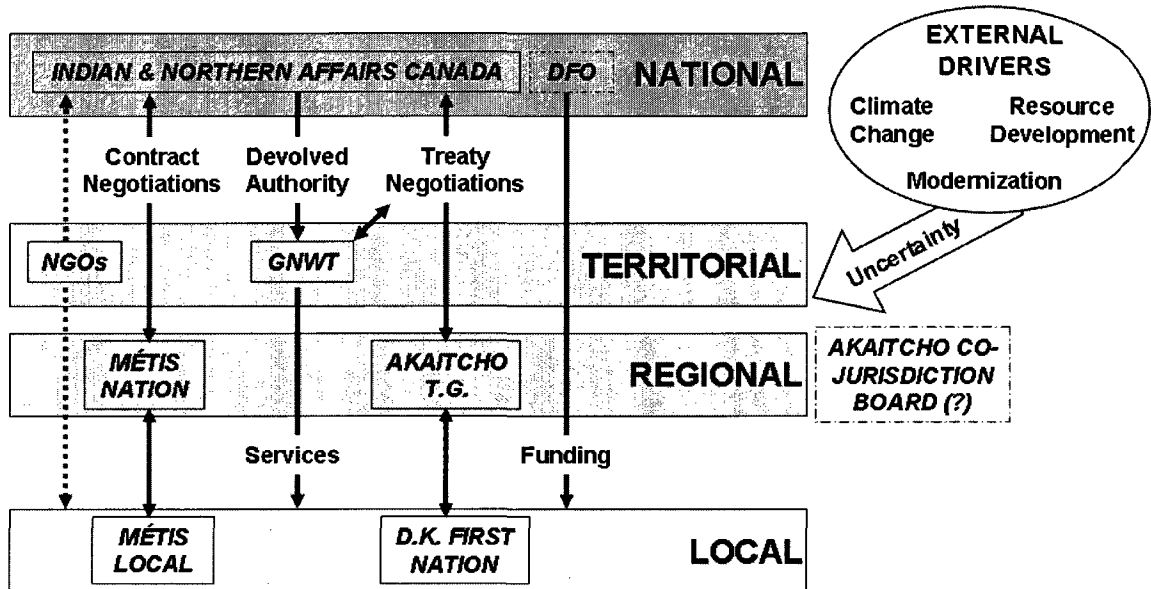 EXTERNAL
DRIVERS
Climate
Change
Resource
Development
Modernization
Uncertainty
INDIAN & NORTHERN AFFAIRS CANADA
DFO
NATIONAL
Contract
Negotiations
Devolved
Authority
Treaty
Negotiations
NGOs
GNWT
TERRITORIAL
MÉTIS
NATION
AKAITCHO
T.G.
REGIONAL
AKAITCHO CO-
JURISDICTION
BOARD (?)
Services
Funding
MÉTIS
LOCAL
D.K. FIRST
NATION
LOCAL